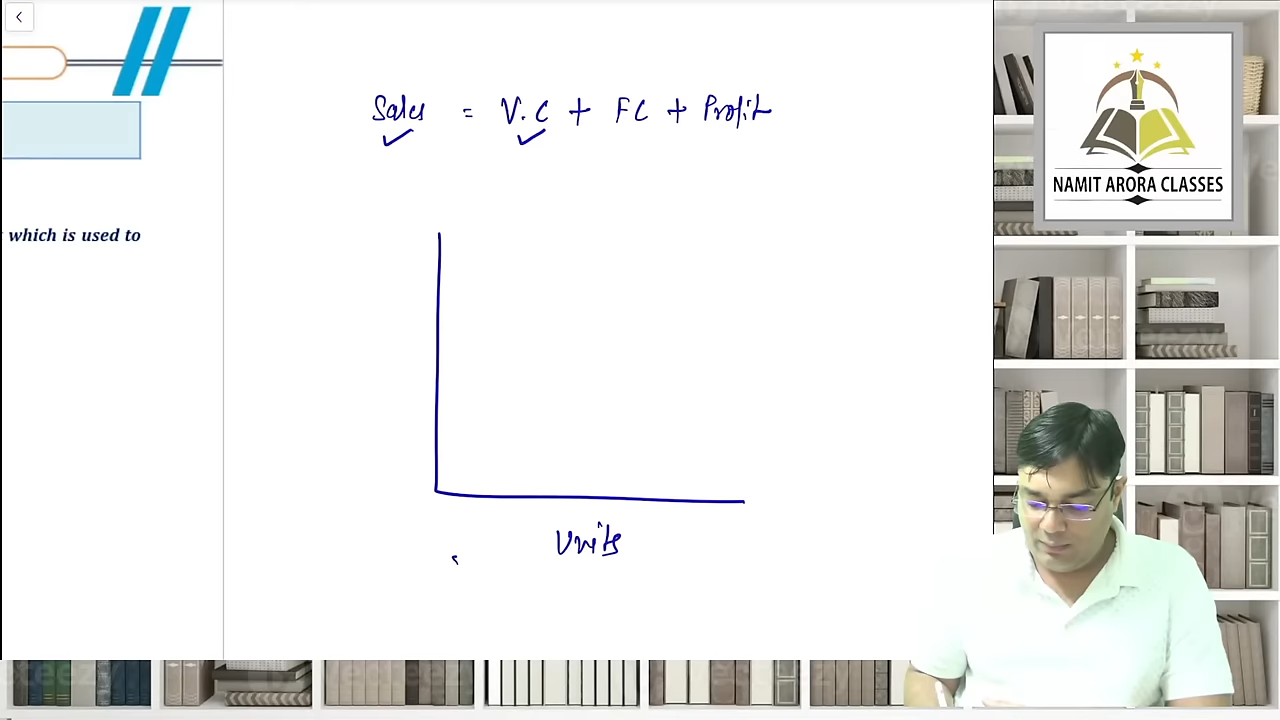 Sales = V.C + FC + Profit
NAMIT ARORA CLASSES
which is used to
Units